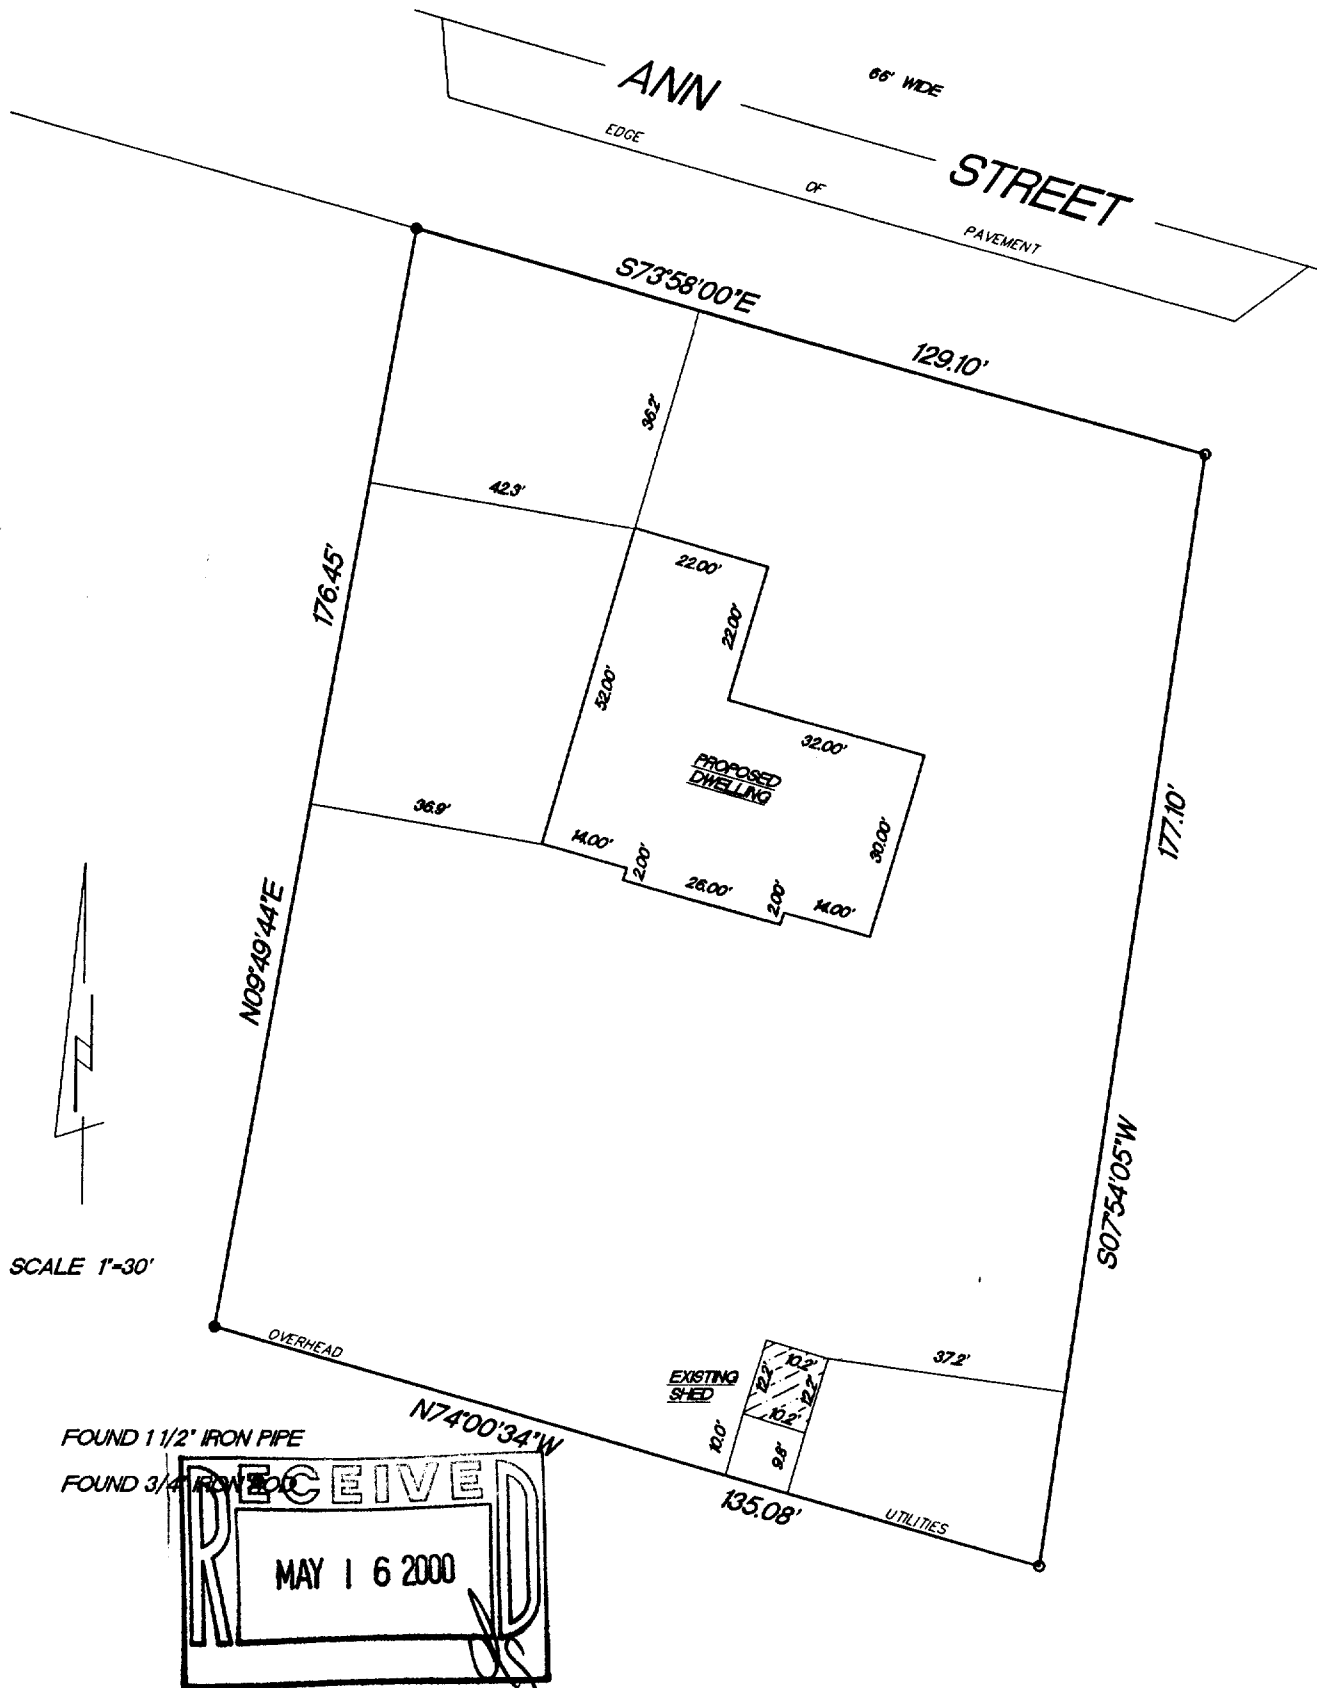 66' WIDE
ANN STREET
EDGE OF PAVEMENT
S73°58'00"E
129.10'
36.2'
42.3'
176.45'
22.00'
22.00'
52.00'
32.00'
PROPOSED
DWELLING
177.10'
36.9'
14.00'
2.00'
26.00'
2.00'
14.00'
30.00'
N09°49'44"E
S07°54'05"W
SCALE 1"=30'
OVERHEAD
37.2'
10.2'
12.2'
12.2'
EXISTING
SHED
10.2'
10.0'
9.8'
N74°00'34"W
135.08'
UTILITIES
FOUND 1 1/2" IRON PIPE
FOUND 3/4" IRON ROD
RECEIVED
MAY 16 2000